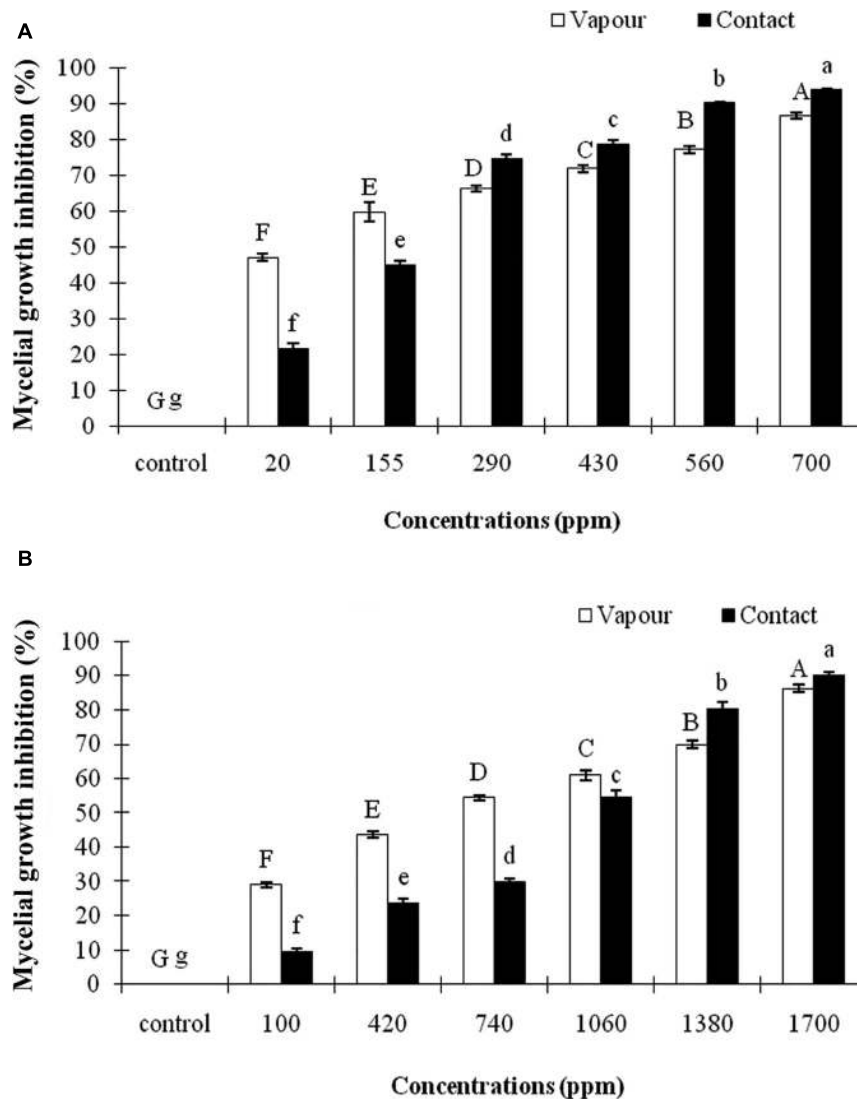 A
Vapour Contact
Mycelial growth inhibition (%)
100
90
80
70
60
50
40
30
20
10
0
G g
F
f
E
e
D
d
C
c
B
b
A
a
control 20 155 290 430 560 700
Concentrations (ppm)
B
Vapour Contact
Mycelial growth inhibition (%)
100
90
80
70
60
50
40
30
20
10
0
G g
F
f
E
e
D
d
C
c
B
b
A
a
control 100 420 740 1060 1380 1700
Concentrations (ppm)